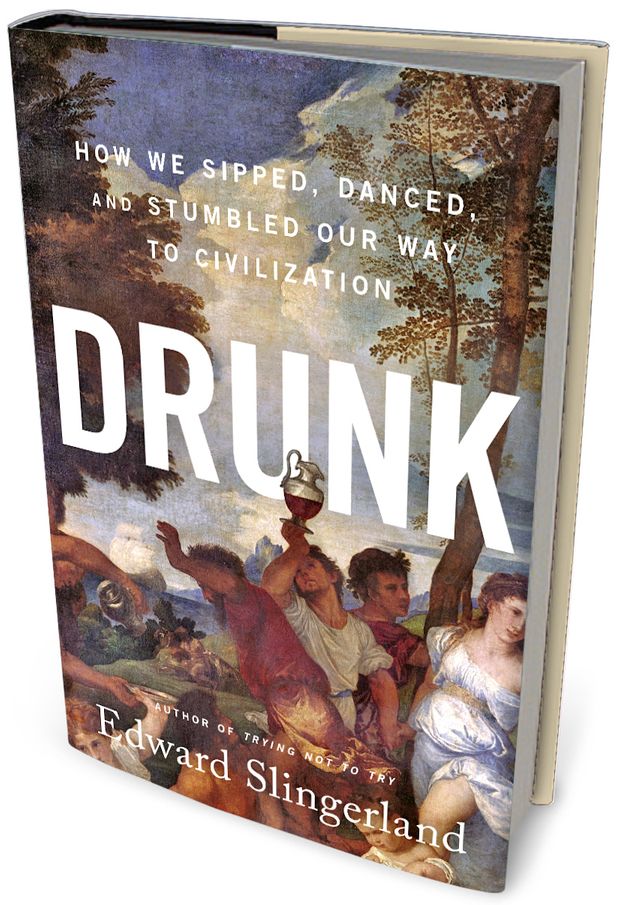 HOW WE SIPPED, DANCED,
AND STUMBLED OUR WAY
TO CIVILIZATION
DRUNK
AUTHOR OF TRYING NOT TO TRY
Edward Slingerland